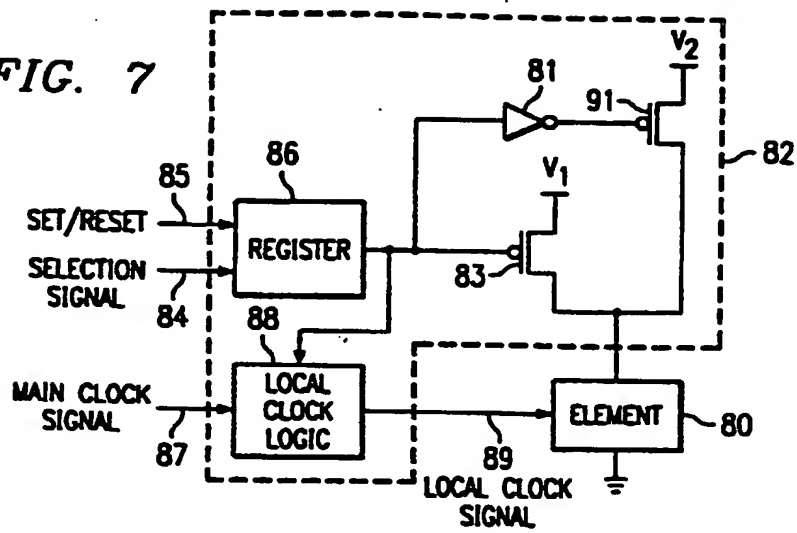 FIG. 7
81
V2
91
82
V1
83
86
85
SET/RESET
REGISTER
SELECTION
SIGNAL
84
88
MAIN CLOCK
SIGNAL
87
LOCAL
CLOCK
LOGIC
89
ELEMENT
80
LOCAL CLOCK
SIGNAL